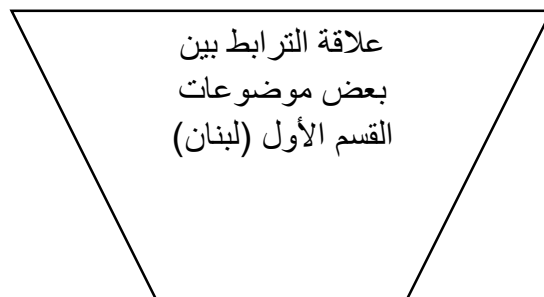 علاقة الترابط بين
بعض موضوعات
القسم الأول (لبنان)